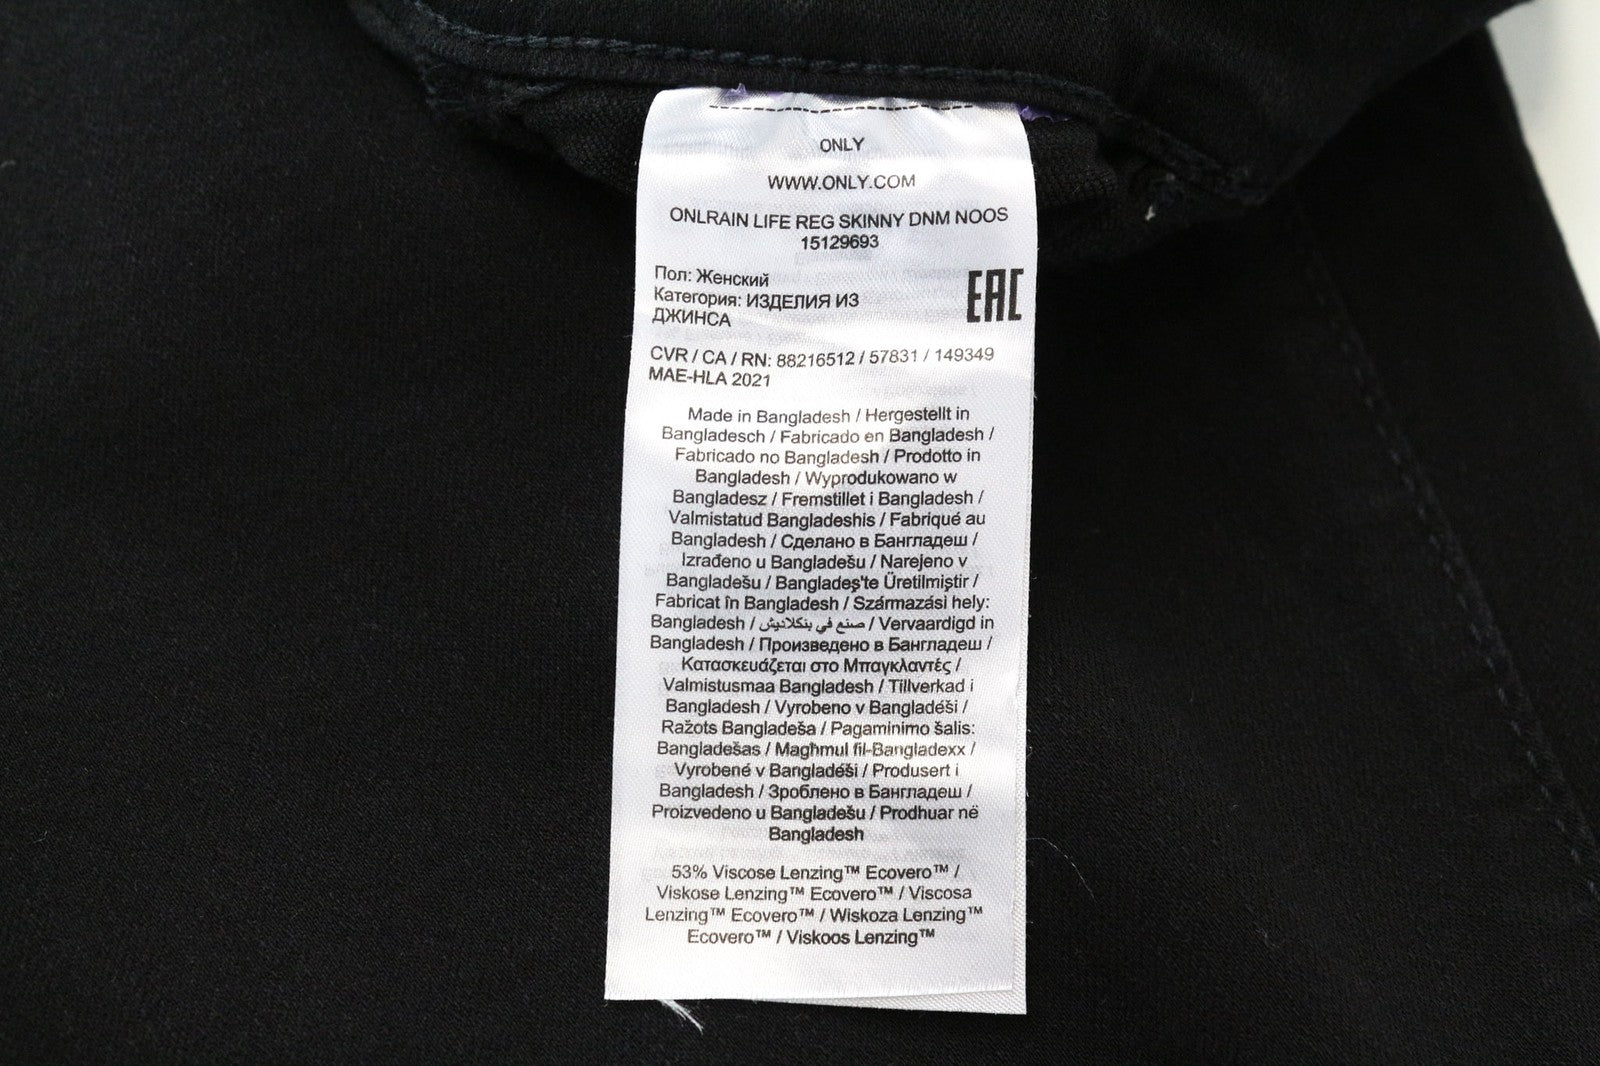 ONLY
WWW.ONLY.COM
ONLRAIN LIFE REG SKINNY DNM NOOS
15129693
Пол: Женский
Категория: ИЗДЕЛИЯ ИЗ
ДЖИНСА
EAC
CVR / CA / RN: 88216512 / 57831 / 149349
MAE-HLA 2021
Made in Bangladesh / Hergestellt in
Bangladesch / Fabricado en Bangladesh /
Fabricado no Bangladesh / Prodotto in
Bangladesh / Wyprodukowano w
Bangladesz / Fremstillet i Bangladesh /
Valmistatud Bangladeshis / Fabriqué au
Bangladesh / Сделано в Бангладеш /
Izrađeno u Bangladešu / Narejeno v
Bangladešu / Bangladeş'te Üretilmiştir /
Fabricat în Bangladesh / Származási hely:
Bangladesh / صنع في بنكلاديش / Vervaardigd in
Bangladesh / Произведено в Бангладеш /
Κατασκευάζεται στο Μπαγκλαντές /
Valmistusmaa Bangladesh / Tillverkad i
Bangladesh / Vyrobeno v Bangladéši /
Ražots Bangladeša / Pagaminimo šalis:
Bangladešas / Magħmul fil-Bangladexx /
Vyrobené v Bangladéši / Produsert i
Bangladesh / Зроблено в Бангладеш /
Proizvedeno u Bangladešu / Prodhuar në
Bangladesh
53% Viscose Lenzing™ Ecovero™ /
Viskose Lenzing™ Ecovero™ / Viscosa
Lenzing™ Ecovero™ / Wiskoza Lenzing™
Ecovero™ / Viskoos Lenzing™